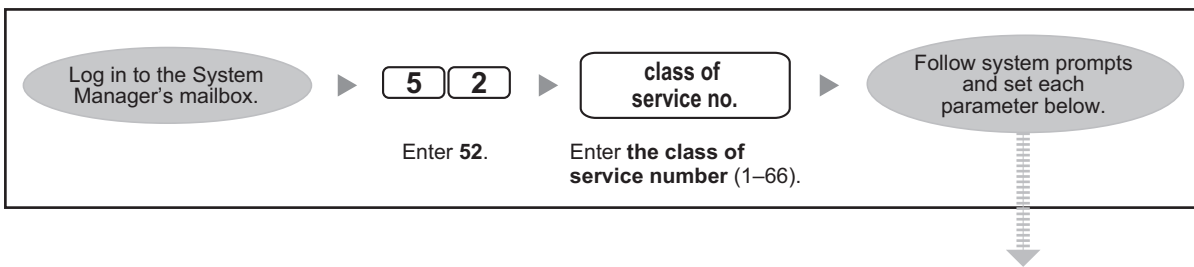 Log in to the System
Manager's mailbox.
5 2
Enter 52.
class of
service no.
Enter the class of
service number (1–66).
Follow system prompts
and set each
parameter below.